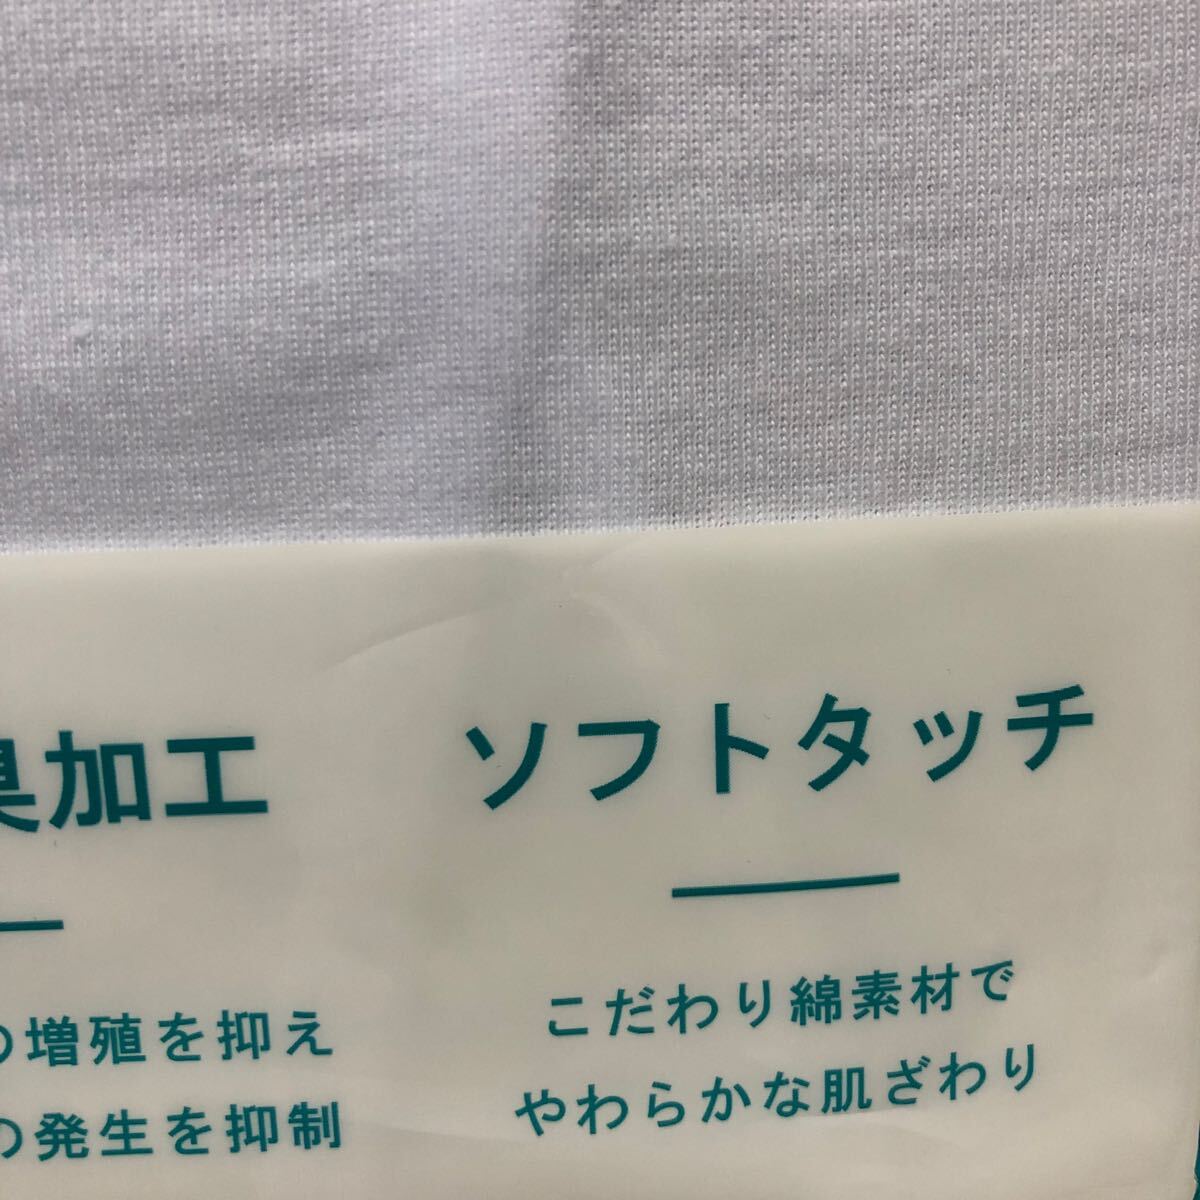 臭加工
の増殖を抑え
の発生を抑制
ソフトタッチ
こだわり綿素材で
やわらかな肌ざわり